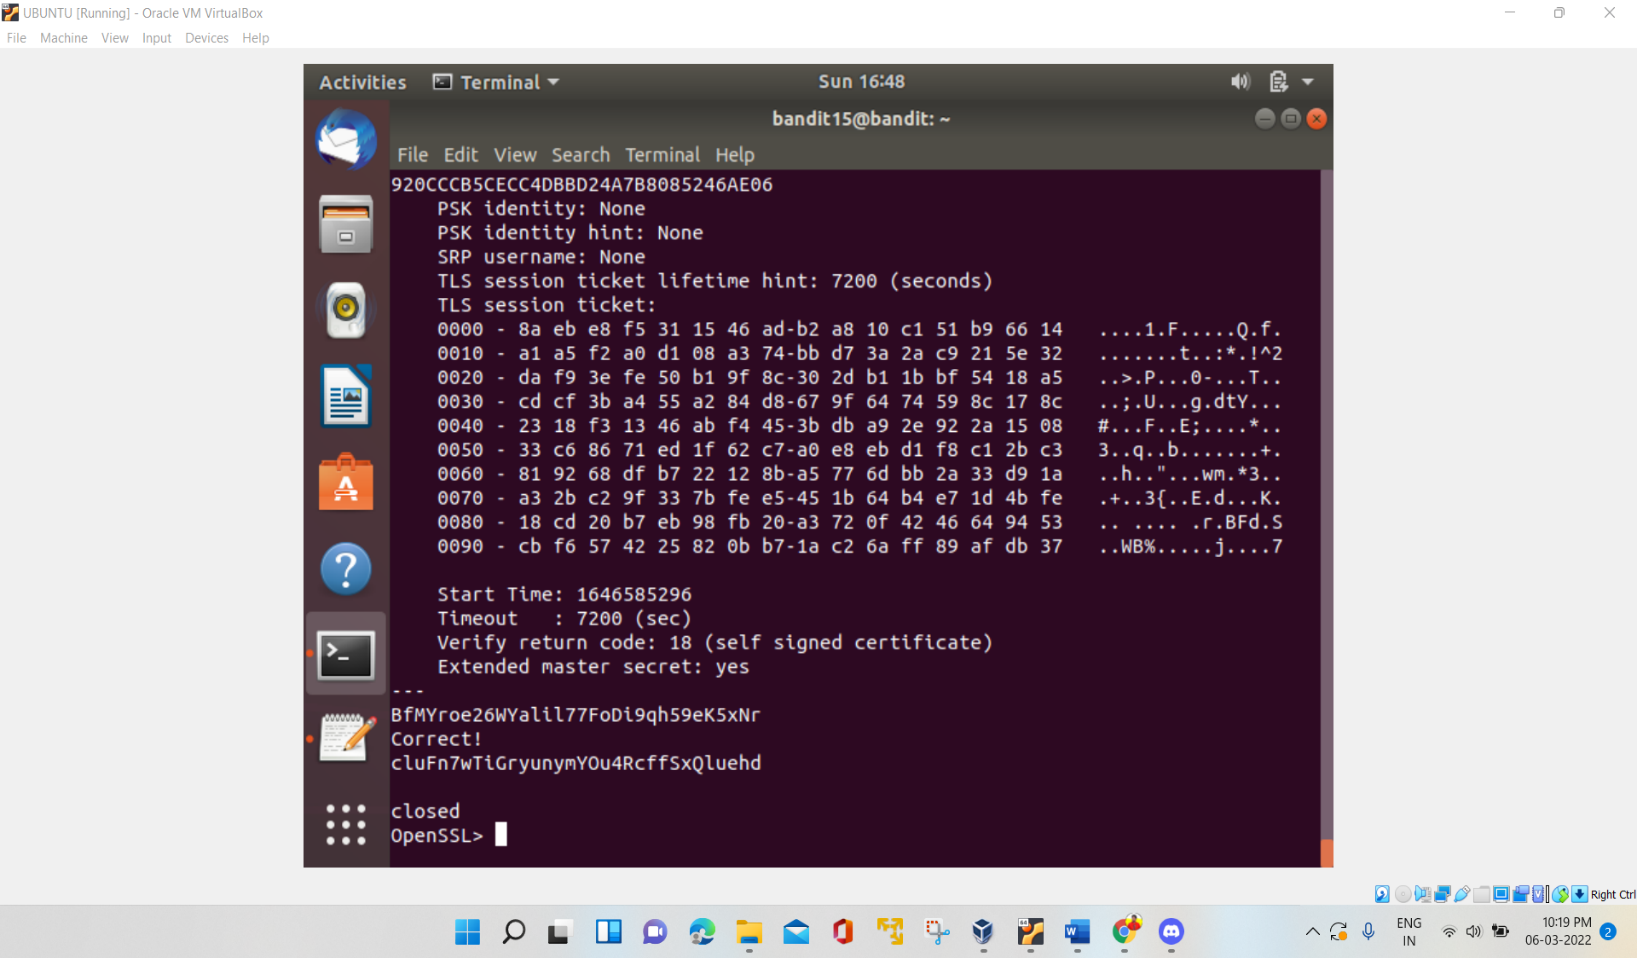 UBUNTU [Running] - Oracle VM VirtualBox
File Machine View Input Devices Help
Activities Terminal Sun 16:48
bandit15@bandit: ~
File Edit View Search Terminal Help
920CCCB5CECC4DBBD24A7B8085246AE06
PSK identity: None
PSK identity hint: None
SRP username: None
TLS session ticket lifetime hint: 7200 (seconds)
TLS session ticket:
0000 - 8a eb e8 f5 31 15 46 ad-b2 a8 10 c1 51 b9 66 14   ....1.F.....Q.f.
0010 - a1 a5 f2 a0 d1 08 a3 74-bb d7 3a 2a c9 21 5e 32   .......t..:*.!^2
0020 - da f9 3e fe 50 b1 9f 8c-30 2d b1 1b bf 54 18 a5   ..>.P...0-...T..
0030 - cd cf 3b a4 55 a2 84 d8-67 9f 64 74 59 8c 17 8c   ..;.U...g.dtY...
0040 - 23 18 f3 13 46 ab f4 45-3b db a9 2e 92 2a 15 08   #...F..E;....*..
0050 - 33 c6 86 71 ed 1f 62 c7-a0 e8 eb d1 f8 c1 2b c3   3..q..b.......+.
0060 - 81 92 68 df b7 22 12 8b-a5 77 6d bb 2a 33 d9 1a   ..h.."...wm.*3..
0070 - a3 2b c2 9f 33 7b fe e5-45 1b 64 b4 e7 1d 4b fe   .+..3{..E.d...K.
0080 - 18 cd 20 b7 eb 98 fb 20-a3 72 0f 42 46 64 94 53   .. .... .r.BFd.S
0090 - cb f6 57 42 25 82 0b b7-1a c2 6a ff 89 af db 37   ..WB%.....j....7
Start Time: 1646585296
Timeout   : 7200 (sec)
Verify return code: 18 (self signed certificate)
Extended master secret: yes
---
BfMYroe26WYalil77FoDi9qh59eK5xNr
Correct!
cluFn7wTiGryunymYOu4RcffSxQluehd
closed
OpenSSL>
Right Ctrl
ENG
IN
10:19 PM
06-03-2022
2